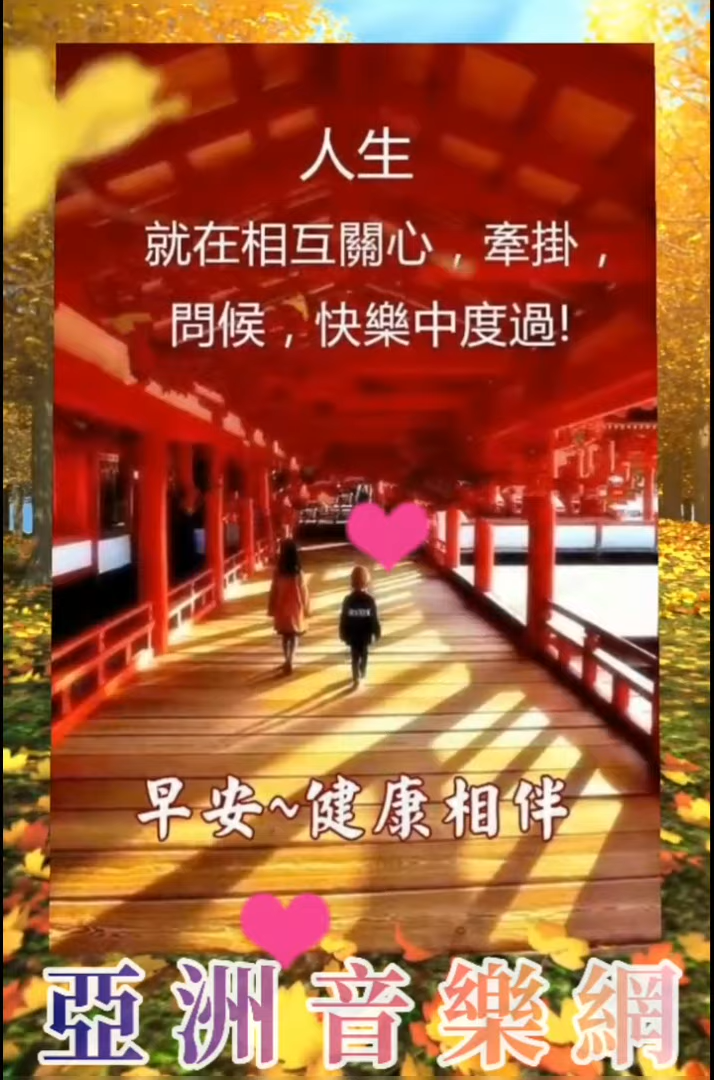 人生
就在相互關心，牽掛，
問候，快樂中度過!
早安~健康相伴
亞洲音樂網